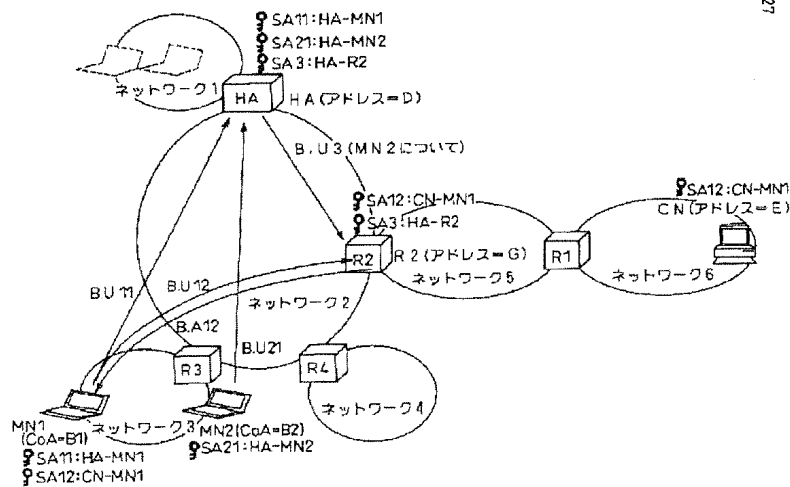 27
SA11:HA-MN1
SA21:HA-MN2
SA3:HA-R2
ネットワーク1
HA
HA(アドレス=D)
B.U3(MN2について)
SA12:CN-MN1
SA3:HA-R2
SA12:CN-MN1
CN(アドレス=E)
R2
R2(アドレス=G)
R1
ネットワーク5
ネットワーク6
B.U11
B.U12
ネットワーク2
B.A12
B.U21
R3
R4
ネットワーク4
MN1
(CoA=B1)
ネットワーク3
MN2(CoA=B2)
SA11:HA-MN1
SA21:HA-MN2
SA12:CN-MN1